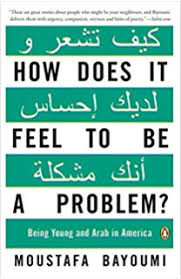 "These are great stories about people who might be your neighbors, and Bayoumi
delivers them with urgency, compassion, wryness and hints of poetry." —Salon.com
كيف تشعر و
HOW DOES IT
لديك إحساس
FEEL TO BE
أنك مشكلة
A PROBLEM?
Being Young and Arab in America
MOUSTAFA BAYOUMI